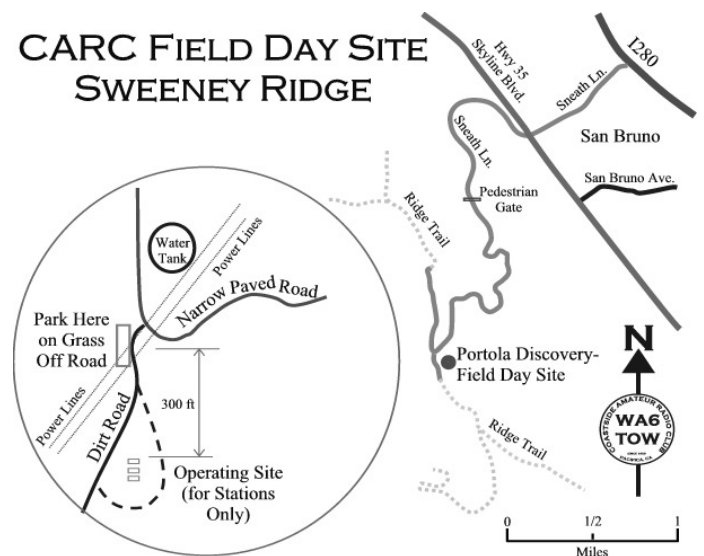 CARC FIELD DAY SITE
SWEENEY RIDGE
Hwy 35
Skyline Blvd.
I280
Sneath Ln.
San Bruno
San Bruno Ave.
Sneath Ln.
Pedestrian
Gate
Ridge Trail
Water
Tank
Power Lines
Narrow Paved Road
Park Here
on Grass
Off Road
Power Lines
Dirt Road
300 ft
Operating Site
(for Stations
Only)
Portola Discovery-
Field Day Site
Ridge Trail
N
COASTSIDE AMATEUR RADIO CLUB
WA6
TOW
PACIFICA, CA
0 1/2 1
Miles